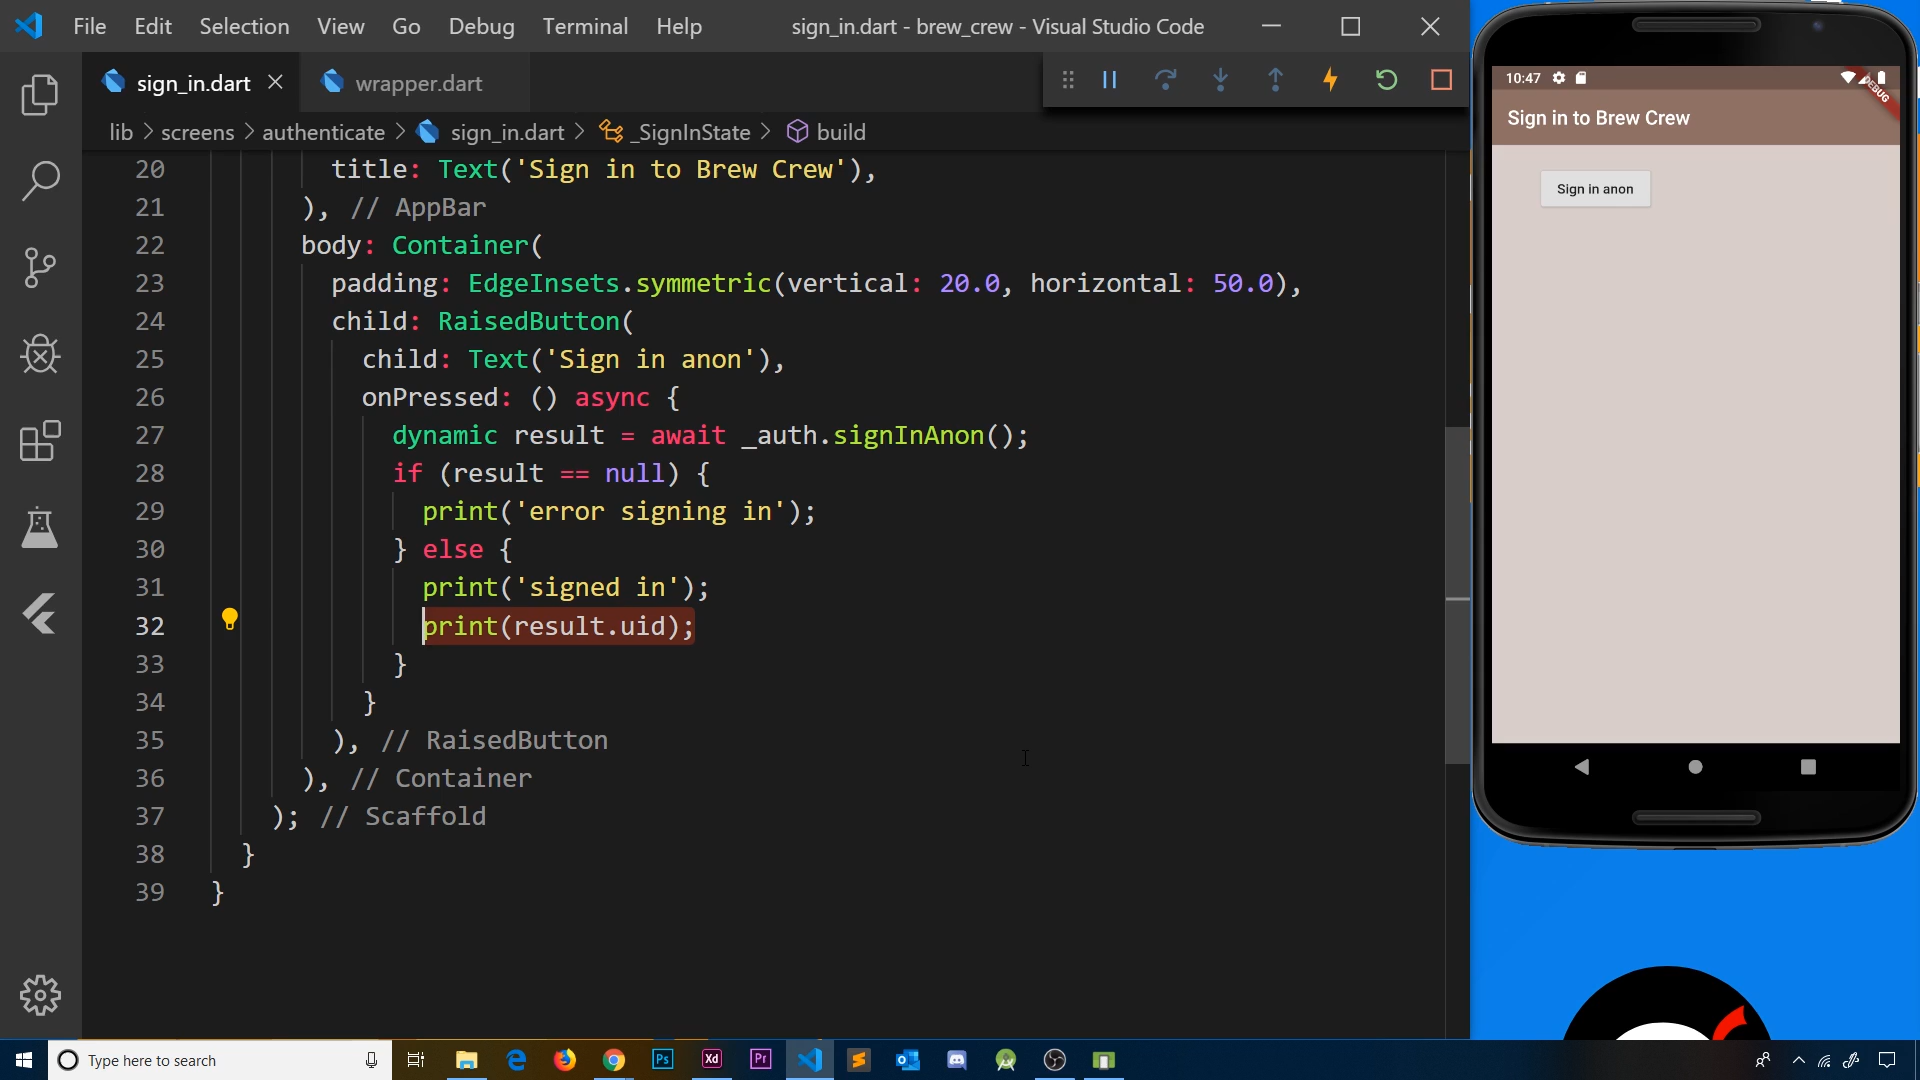 File Edit Selection View Go Debug Terminal Help
sign_in.dart - brew_crew - Visual Studio Code
sign_in.dart
wrapper.dart
lib > screens > authenticate > sign_in.dart > _SignInState > build
20 title: Text('Sign in to Brew Crew'),
21 ), // AppBar
22 body: Container(
23 padding: EdgeInsets.symmetric(vertical: 20.0, horizontal: 50.0),
24 child: RaisedButton(
25 child: Text('Sign in anon'),
26 onPressed: () async {
27 dynamic result = await _auth.signInAnon();
28 if (result == null) {
29 print('error signing in');
30 } else {
31 print('signed in');
32 print(result.uid);
33 }
34 }
35 ), // RaisedButton
36 ), // Container
37 ); // Scaffold
38 }
39 }
10:47
DEBUG
Sign in to Brew Crew
Sign in anon
Type here to search
Ps
Xd
Pr